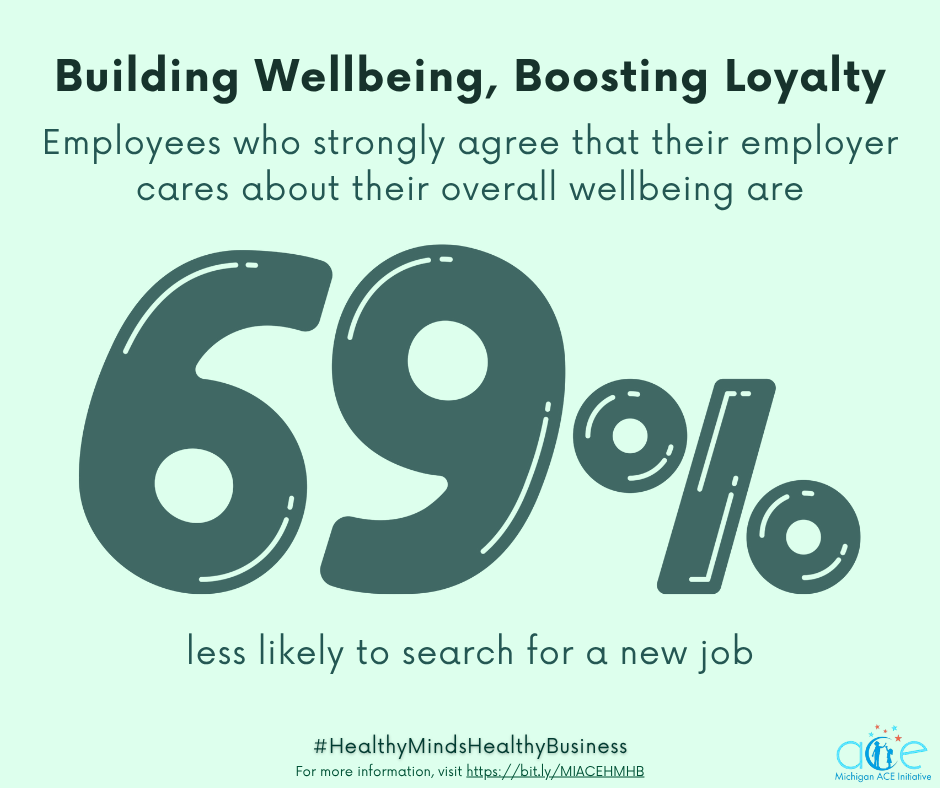 Building Wellbeing, Boosting Loyalty
Employees who strongly agree that their employer
cares about their overall wellbeing are
69%
less likely to search for a new job
#HealthyMindsHealthyBusiness
For more information, visit https://bit.ly/MIACEHMHB
ace
Michigan ACE Initiative